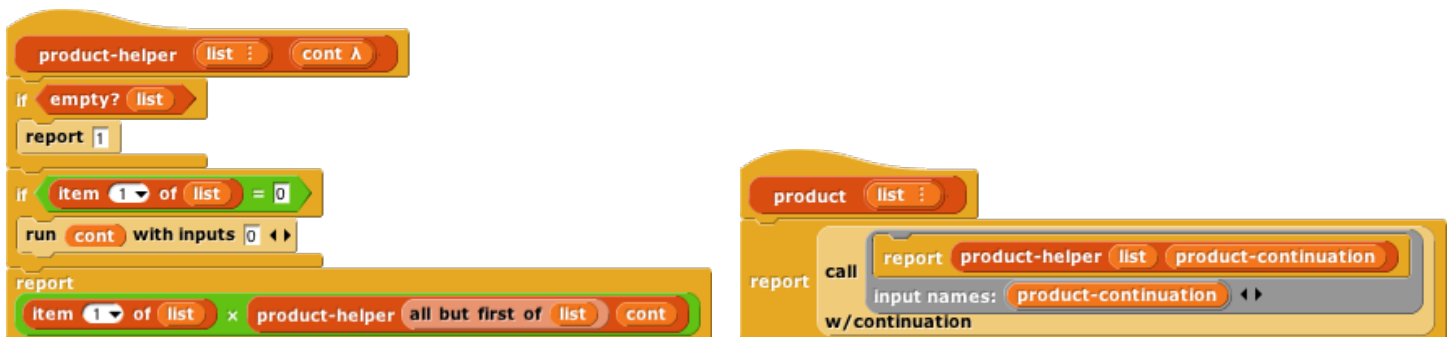 product-helper list ⋮ cont λ
if empty? list
report 1
if item 1 of list = 0
run cont with inputs 0
report
item 1 of list × product-helper all but first of list cont
product list ⋮
report call report product-helper list product-continuation
input names: product-continuation
w/continuation